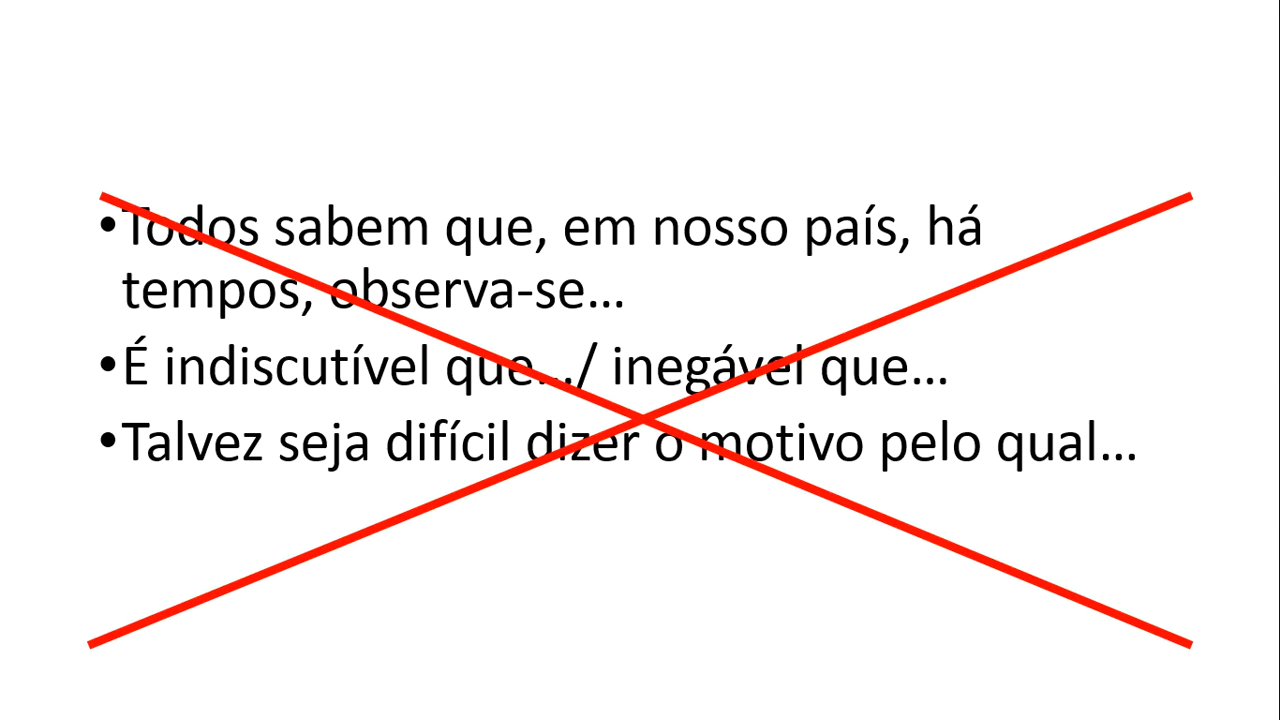 •Todos sabem que, em nosso país, há
tempos, observa-se...
•É indiscutível que.../ inegável que...
•Talvez seja difícil dizer o motivo pelo qual...